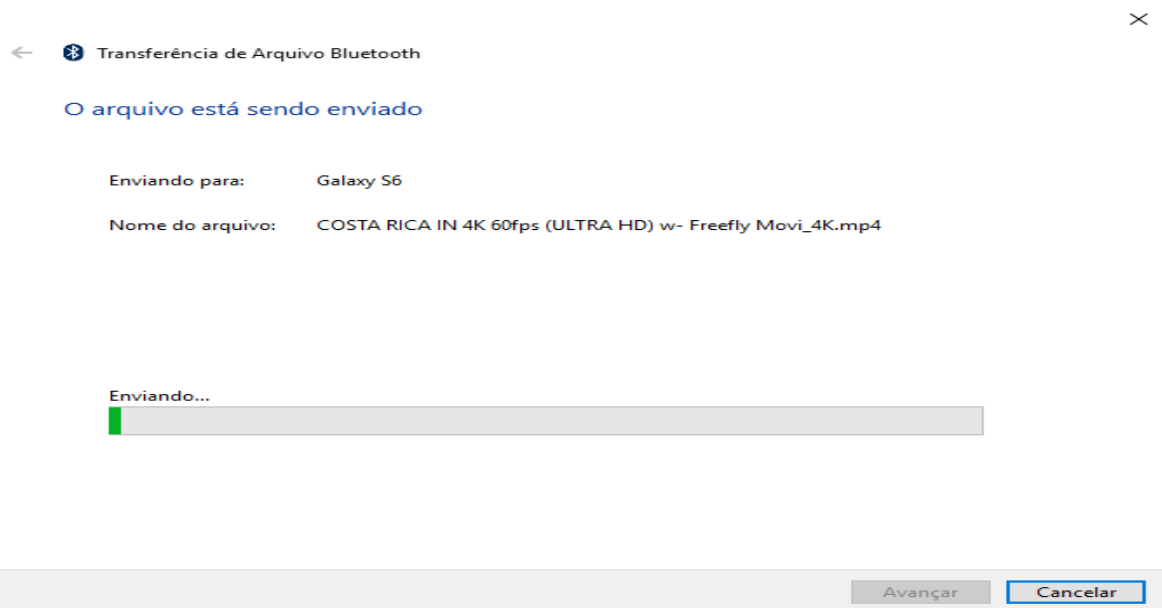 Transferência de Arquivo Bluetooth
O arquivo está sendo enviado
Enviando para: Galaxy S6
Nome do arquivo: COSTA RICA IN 4K 60fps (ULTRA HD) w- Freefly Movi_4K.mp4
Enviando...
Avançar Cancelar